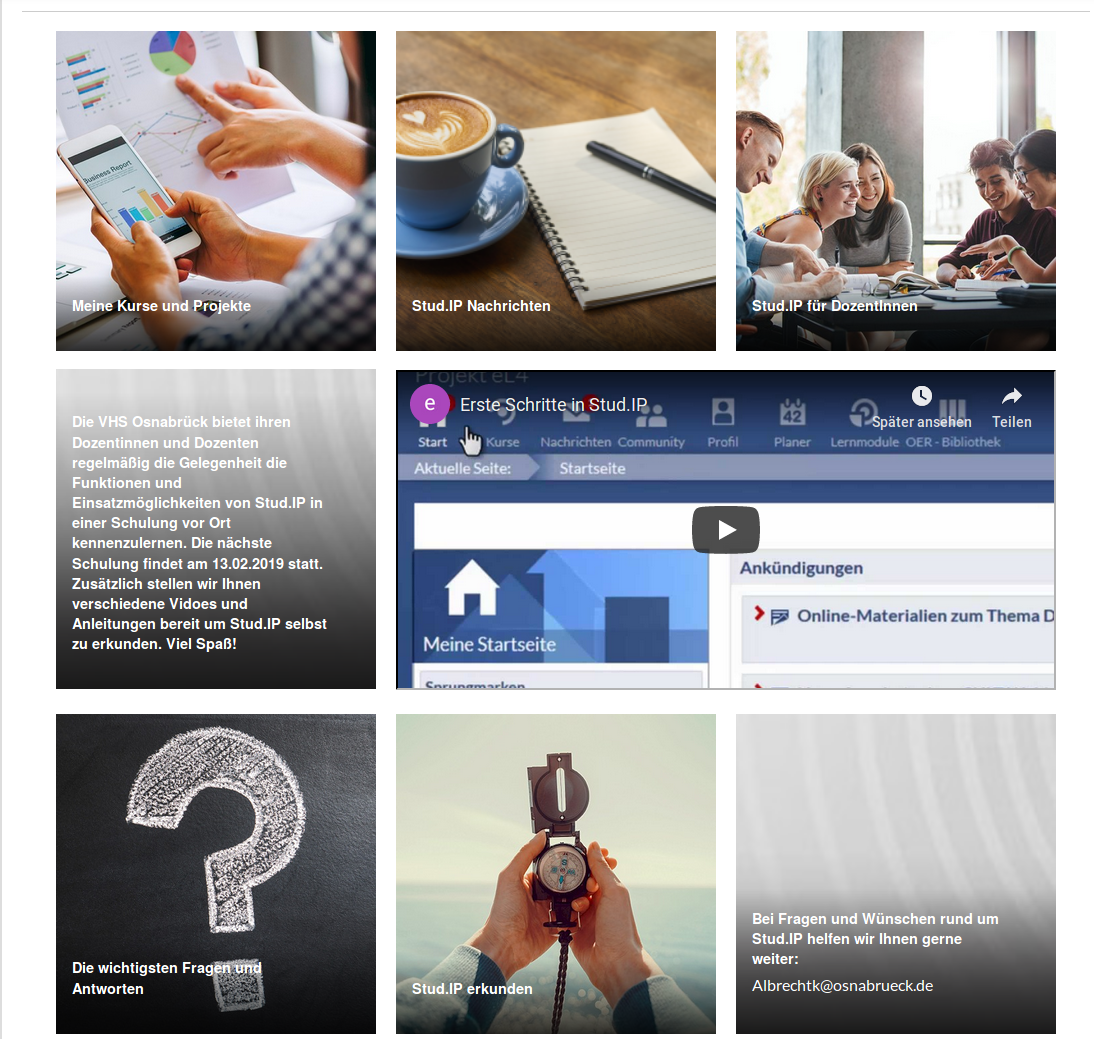 Business Report
Meine Kurse und Projekte
Stud.IP Nachrichten
Stud.IP für DozentInnen
Die VHS Osnabrück bietet ihren
Dozentinnen und Dozenten
regelmäßig die Gelegenheit die
Funktionen und
Einsatzmöglichkeiten von Stud.IP in
einer Schulung vor Ort
kennenzulernen. Die nächste
Schulung findet am 13.02.2019 statt.
Zusätzlich stellen wir Ihnen
verschiedene Vidoes und
Anleitungen bereit um Stud.IP selbst
zu erkunden. Viel Spaß!
Projekt eL4
e Erste Schritte in Stud.IP
Später ansehen Teilen
42
Start Kurse Nachrichten Community Profil Planer Lernmodule OER - Bibliothek
Aktuelle Seite: Startseite
Ankündigungen
Online-Materialien zum Thema D
Meine Startseite
Sprungmarken
Die wichtigsten Fragen und
Antworten
Stud.IP erkunden
Bei Fragen und Wünschen rund um
Stud.IP helfen wir Ihnen gerne
weiter:
Albrechtk@osnabrueck.de